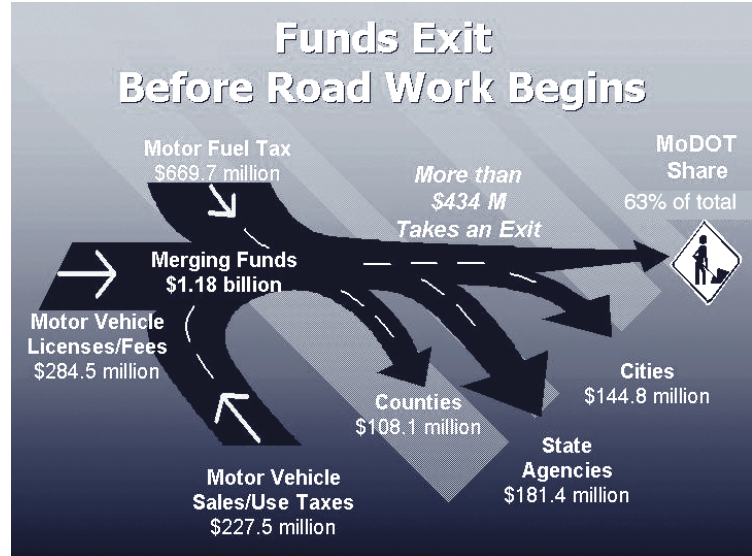 Funds Exit
Before Road Work Begins
Motor Fuel Tax
$669.7 million
More than
$434 M
Takes an Exit
MoDOT
Share
63% of total
Merging Funds
$1.18 billion
Motor Vehicle
Licenses/Fees
$284.5 million
Motor Vehicle
Sales/Use Taxes
$227.5 million
Counties
$108.1 million
State
Agencies
$181.4 million
Cities
$144.8 million